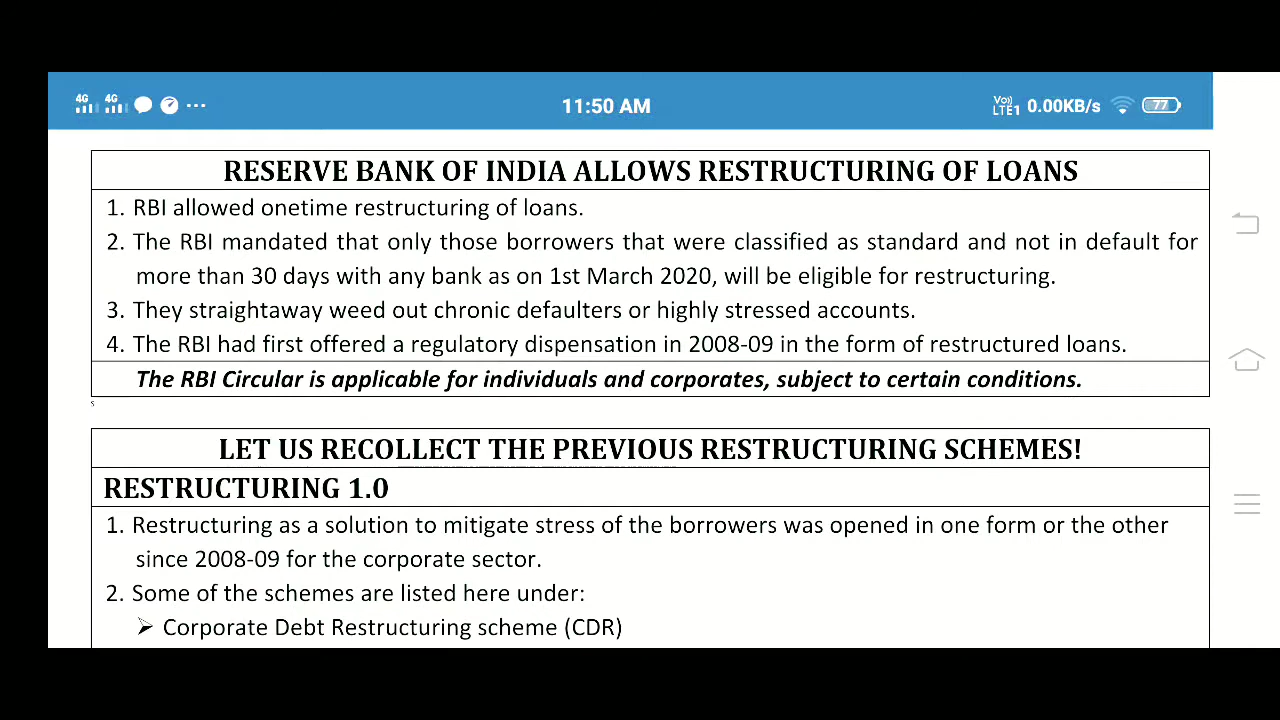 4G 4G ... 11:50 AM Vo)) LTE1 0.00KB/s 77
RESERVE BANK OF INDIA ALLOWS RESTRUCTURING OF LOANS
1. RBI allowed onetime restructuring of loans.
2. The RBI mandated that only those borrowers that were classified as standard and not in default for
more than 30 days with any bank as on 1st March 2020, will be eligible for restructuring.
3. They straightaway weed out chronic defaulters or highly stressed accounts.
4. The RBI had first offered a regulatory dispensation in 2008-09 in the form of restructured loans.
The RBI Circular is applicable for individuals and corporates, subject to certain conditions.
s
LET US RECOLLECT THE PREVIOUS RESTRUCTURING SCHEMES!
RESTRUCTURING 1.0
1. Restructuring as a solution to mitigate stress of the borrowers was opened in one form or the other
since 2008-09 for the corporate sector.
2. Some of the schemes are listed here under:
➢ Corporate Debt Restructuring scheme (CDR)